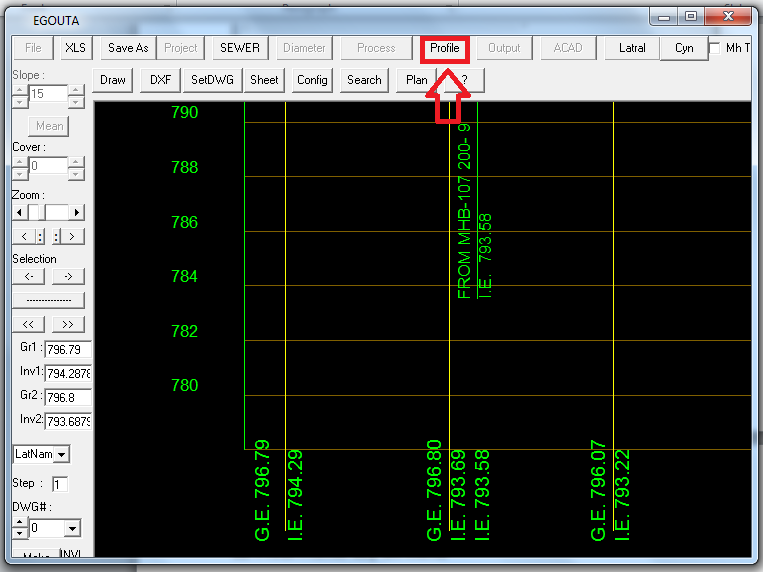 EGOUTA
File XLS Save As Project SEWER Diameter Process Profile Output ACAD Latral Cyn Mh T
Draw DXF SetDWG Sheet Config Search Plan ?
Slope :
15
Mean
Cover :
0
Zoom :
< : : >
Selection
<- ->
---------------
<< >>
Gr1 : 796.79
Inv1: 794.2878
Gr2 : 796.8
Inv2: 793.6879
LatNam
Step : 1
DWG# :
0
790
788
786
784
782
780
FROM MHB-107 200- 9
I.E. 793.58
G.E. 796.79
I.E. 794.29
G.E. 796.80
I.E. 793.69
I.E. 793.58
G.E. 796.07
I.E. 793.22